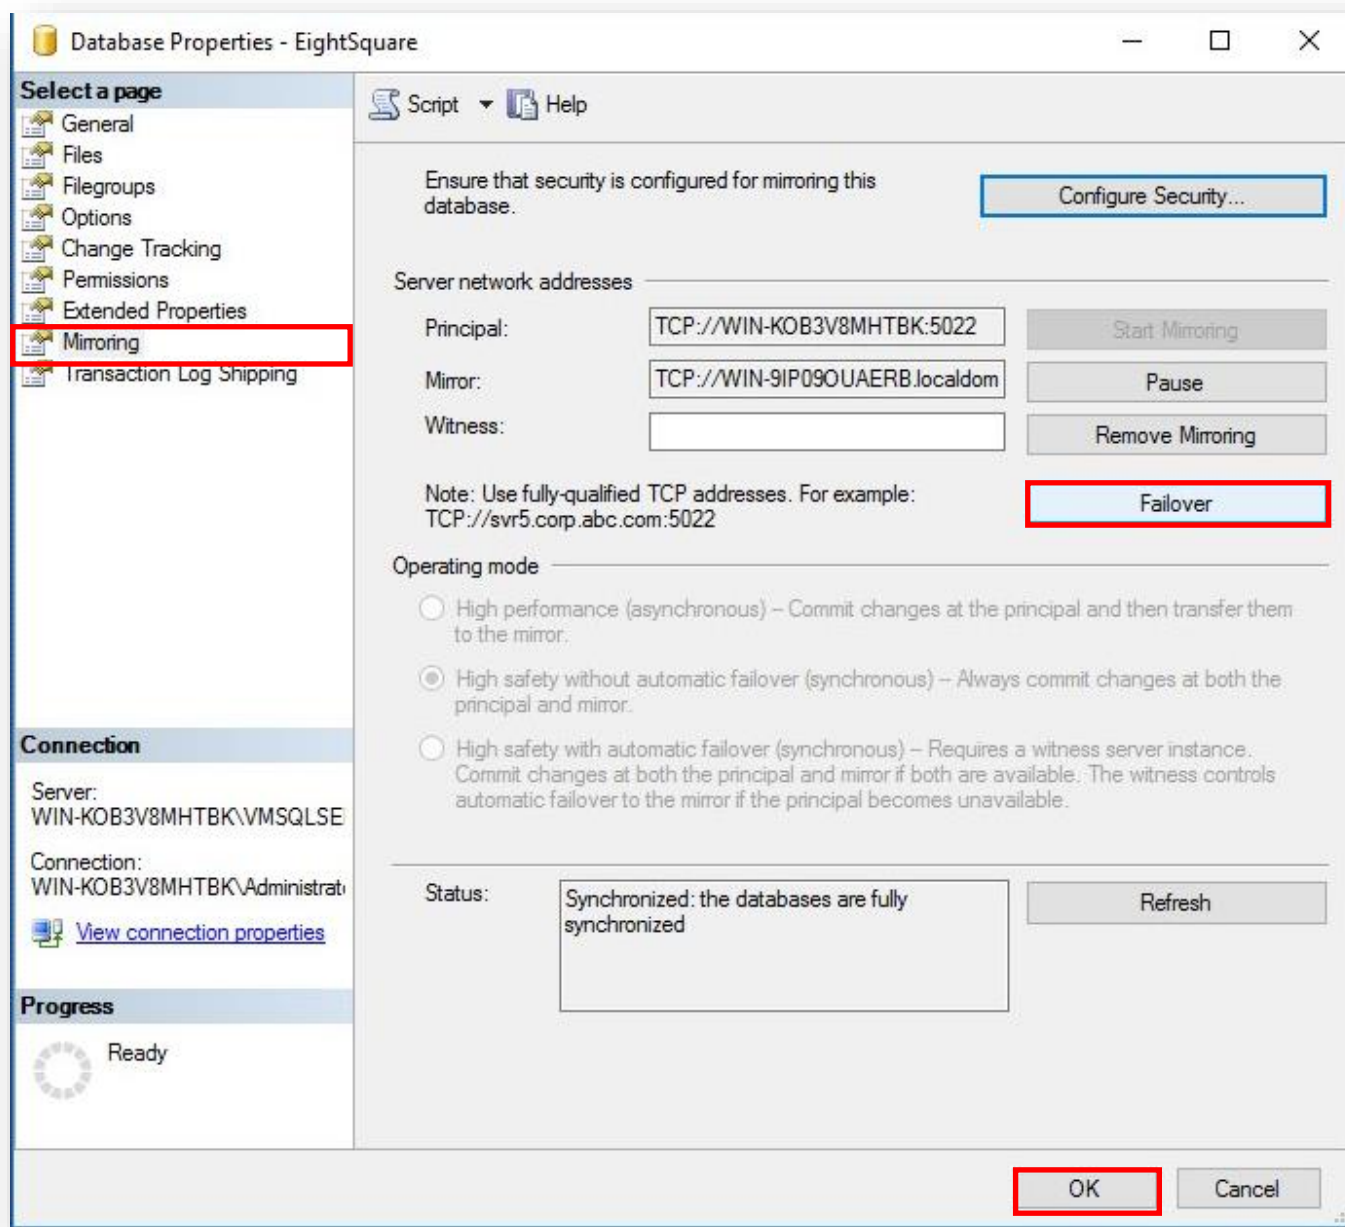 Database Properties - EightSquare
Select a page
General
Files
Filegroups
Options
Change Tracking
Permissions
Extended Properties
Mirroring
Transaction Log Shipping
Connection
Server:
WIN-KOB3V8MHTBK\VMSQLSE
Connection:
WIN-KOB3V8MHTBK\Administrat
View connection properties
Progress
Ready
Script
Help
Ensure that security is configured for mirroring this
database.
Configure Security...
Server network addresses
Principal:
TCP://WIN-KOB3V8MHTBK:5022
Start Mirroring
Mirror:
TCP://WIN-9IP09OUAERB.localdom
Pause
Witness:
Remove Mirroring
Note: Use fully-qualified TCP addresses. For example:
TCP://svr5.corp.abc.com:5022
Failover
Operating mode
High performance (asynchronous) – Commit changes at the principal and then transfer them
to the mirror.
High safety without automatic failover (synchronous) – Always commit changes at both the
principal and mirror.
High safety with automatic failover (synchronous) – Requires a witness server instance.
Commit changes at both the principal and mirror if both are available. The witness controls
automatic failover to the mirror if the principal becomes unavailable.
Status:
Synchronized: the databases are fully
synchronized
Refresh
OK
Cancel